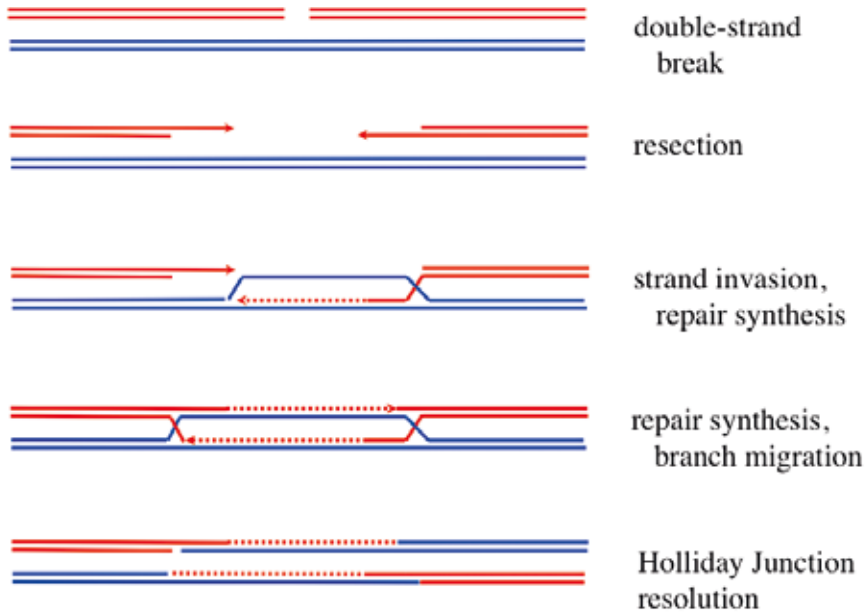 double-strand
break
resection
strand invasion,
repair synthesis
repair synthesis,
branch migration
Holliday Junction
resolution